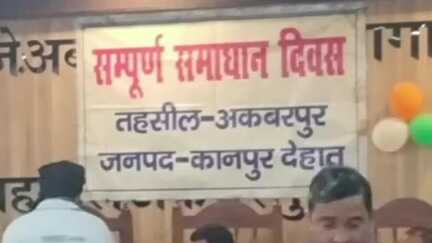 सम्पूर्ण समाधान दिवस
तहसील-अकबरपुर
जनपद-कानपुर देहात